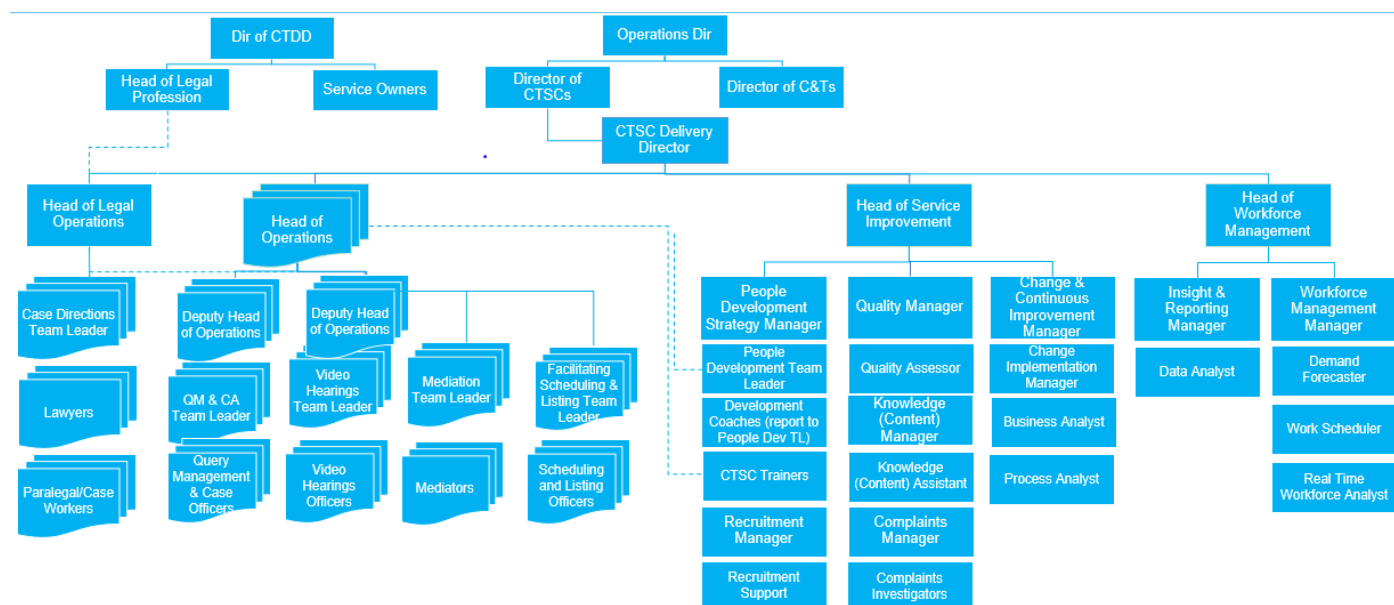 Dir of CTDD
Operations Dir
Head of Legal
Profession
Service Owners
Director of
CTSCs
Director of C&Ts
CTSC Delivery
Director
Head of Legal
Operations
Head of
Operations
Head of Service
Improvement
Head of
Workforce
Management
Case Directions
Team Leader
Deputy Head
of Operations
Deputy Head
of Operations
People
Development
Strategy Manager
Quality Manager
Change &
Continuous
Improvement
Manager
Insight &
Reporting
Manager
Workforce
Management
Manager
Lawyers
QM & CA
Team Leader
Video
Hearings
Team Leader
Mediation
Team Leader
Facilitating
Scheduling &
Listing Team
Leader
People
Development Team
Leader
Quality Assessor
Change
Implementation
Manager
Data Analyst
Demand
Forecaster
Development
Coaches (report to
People Dev TL)
Knowledge
(Content) Manager
Business Analyst
Work Scheduler
Paralegal/Case
Workers
Query
Management
& Case
Officers
Video
Hearings
Officers
Mediators
Scheduling
and Listing
Officers
CTSC Trainers
Knowledge
(Content) Assistant
Process Analyst
Real Time
Workforce Analyst
Recruitment
Manager
Complaints
Manager
Recruitment
Support
Complaints
Investigators